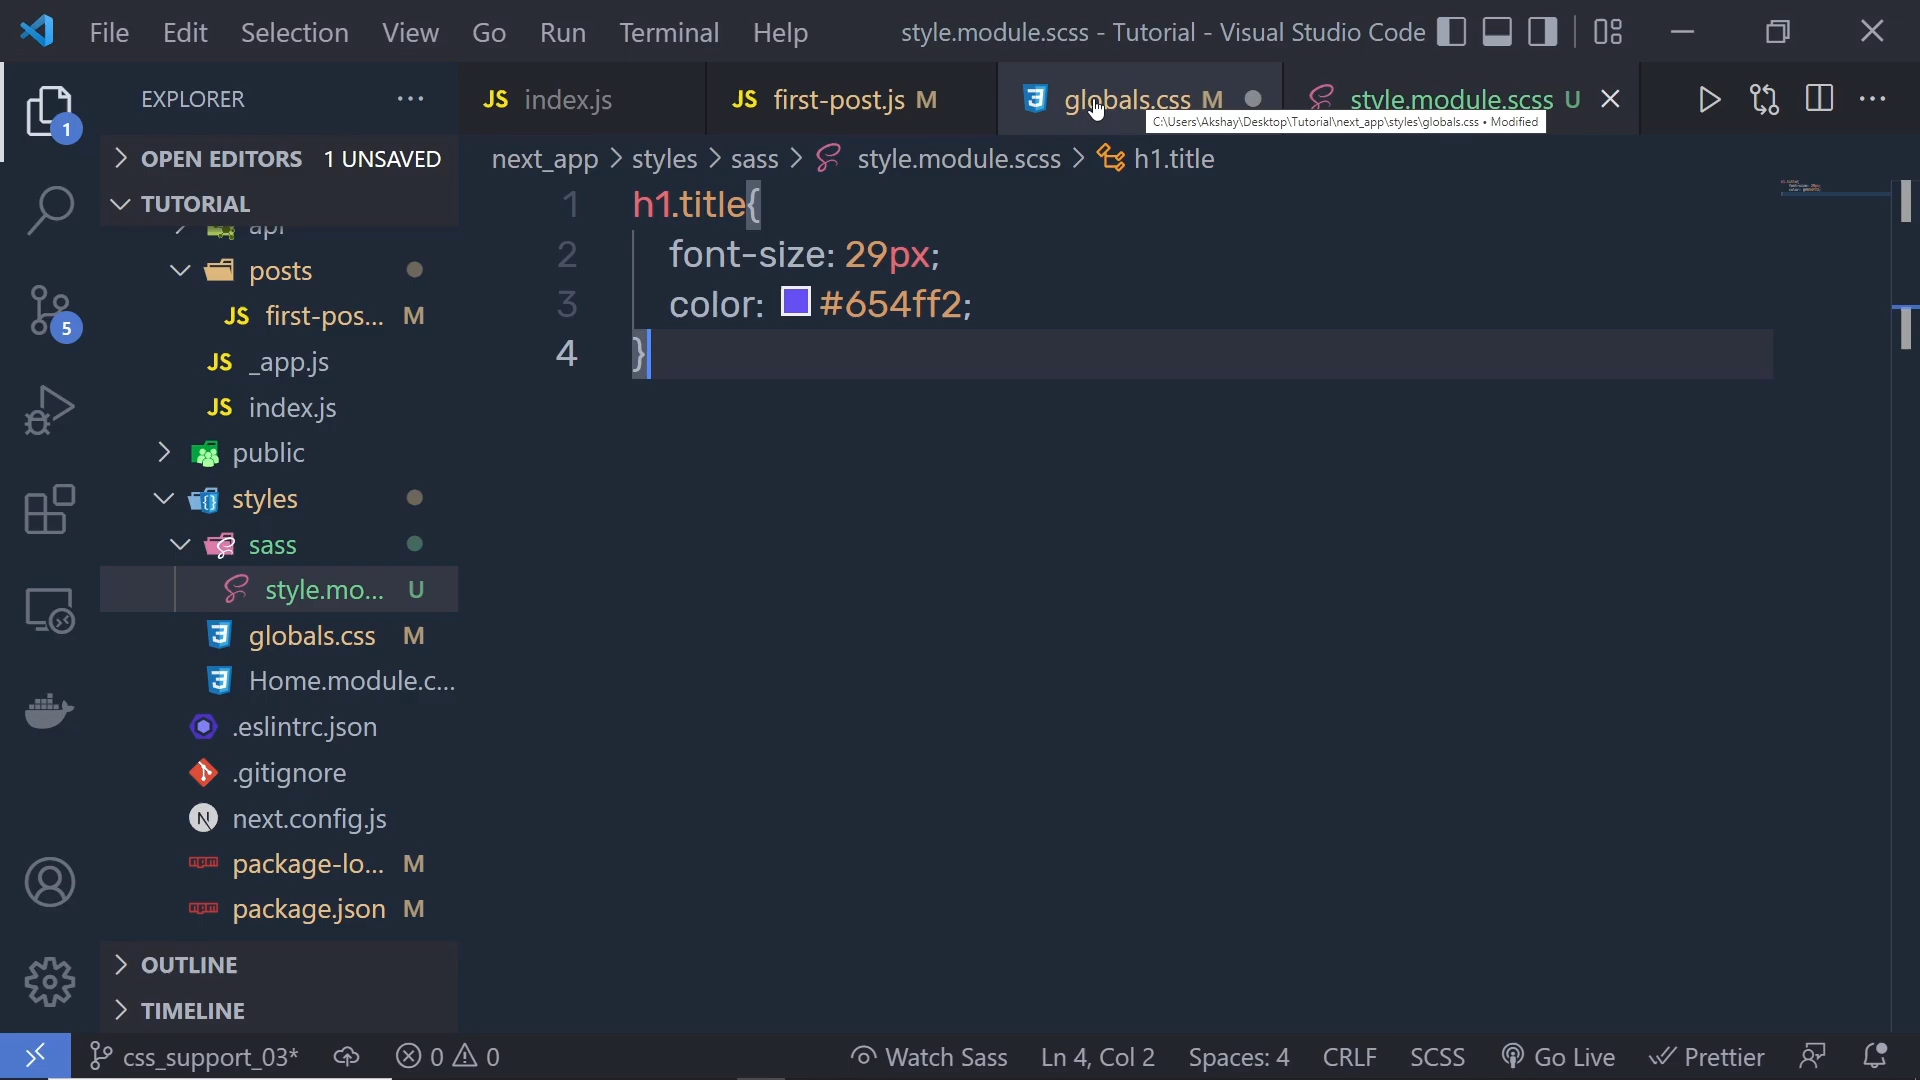 File Edit Selection View Go Run Terminal Help style.module.scss - Tutorial - Visual Studio Code
EXPLORER
JS index.js
JS first-post.js M
globals.css M
style.module.scss U
C:\Users\Akshay\Desktop\Tutorial\next_app\styles\globals.css • Modified
1
OPEN EDITORS 1 UNSAVED
next_app > styles > sass > style.module.scss > h1.title
TUTORIAL
api
posts
JS first-pos... M
JS _app.js
JS index.js
public
styles
sass
style.mo... U
globals.css M
Home.module.c...
.eslintrc.json
.gitignore
N next.config.js
package-lo... M
package.json M
OUTLINE
TIMELINE
5
1 h1.title{
2 font-size: 29px;
3 color: #654ff2;
4 }
css_support_03* 0 0 Watch Sass Ln 4, Col 2 Spaces: 4 CRLF SCSS Go Live Prettier